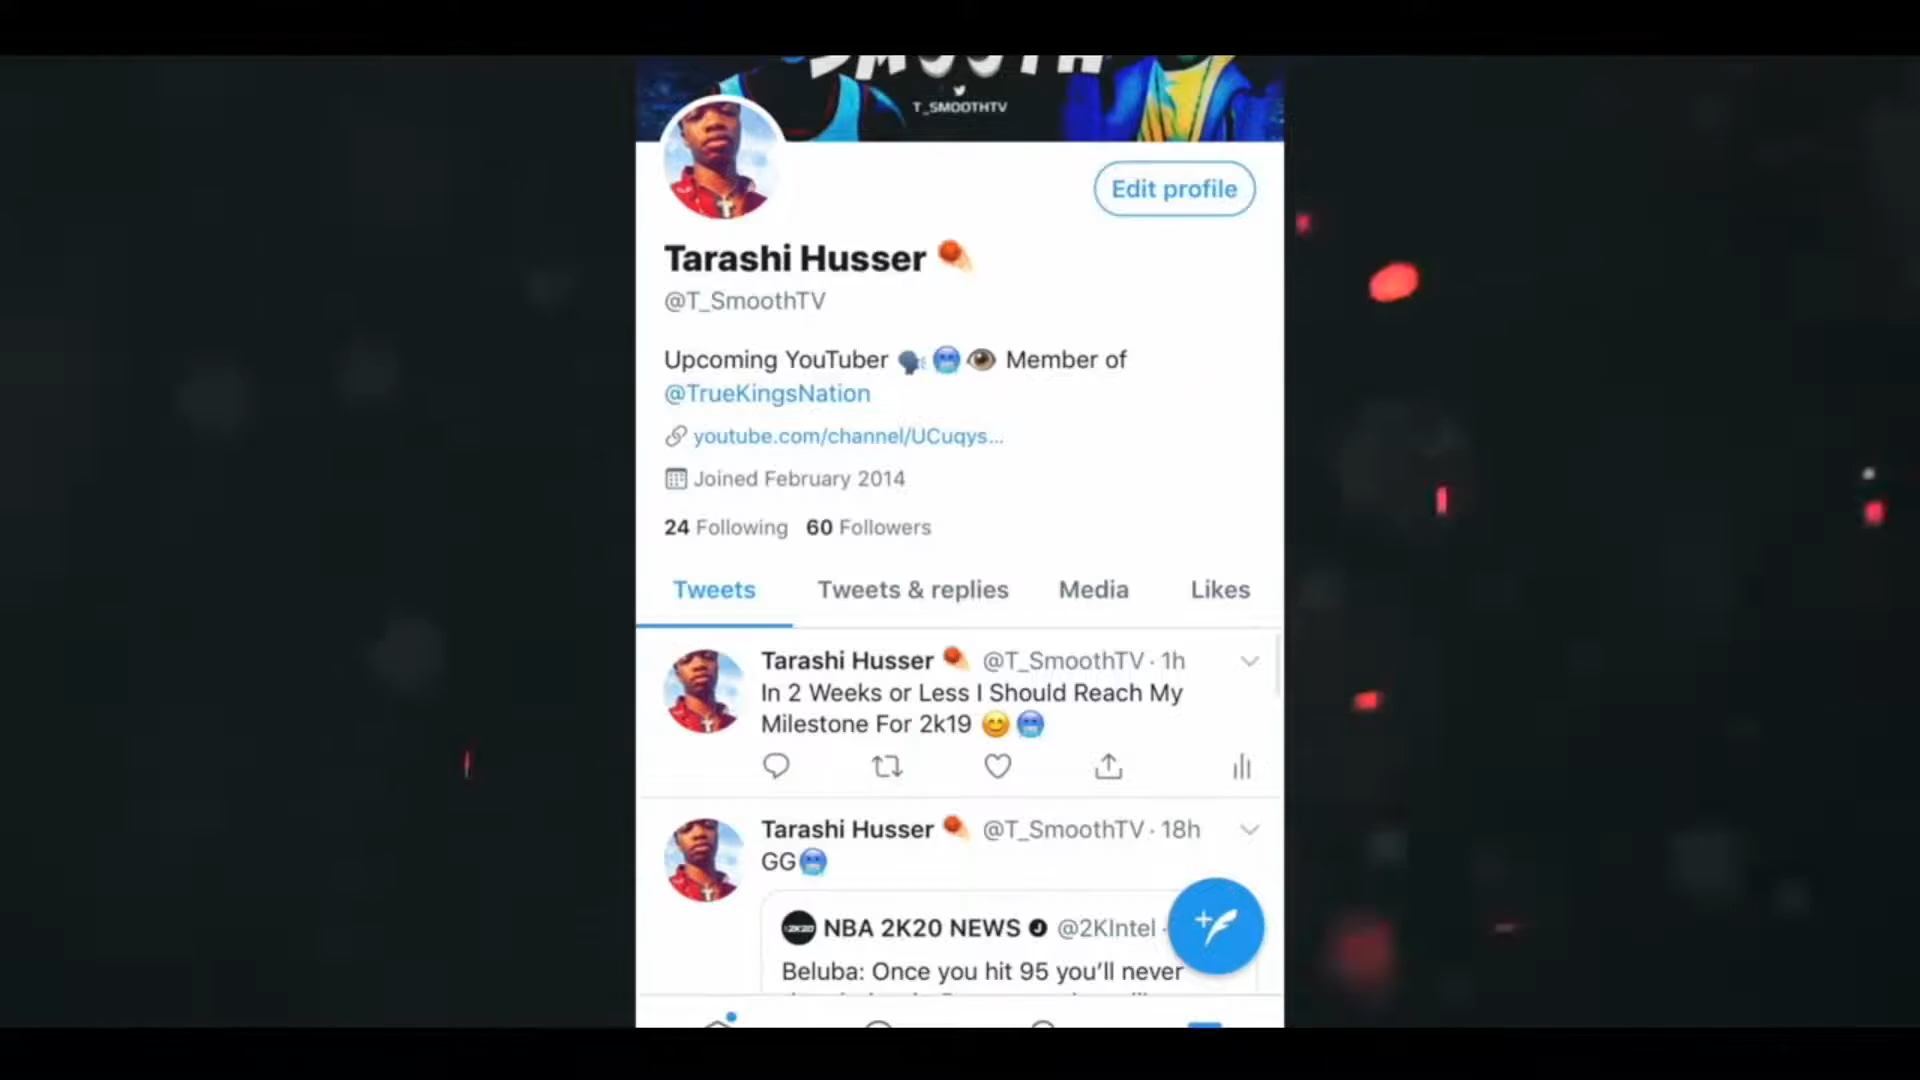 SMOOTH
T_SMOOTHTV
Edit profile
Tarashi Husser
@T_SmoothTV
Upcoming YouTuber 🗣🥶👁 Member of
@TrueKingsNation
youtube.com/channel/UCuqys...
Joined February 2014
24 Following 60 Followers
Tweets Tweets & replies Media Likes
Tarashi Husser @T_SmoothTV · 1h
In 2 Weeks or Less I Should Reach My
Milestone For 2k19 😊🥶
Tarashi Husser @T_SmoothTV · 18h
GG🥶
2K20 NBA 2K20 NEWS @2KIntel ·
Beluba: Once you hit 95 you'll never